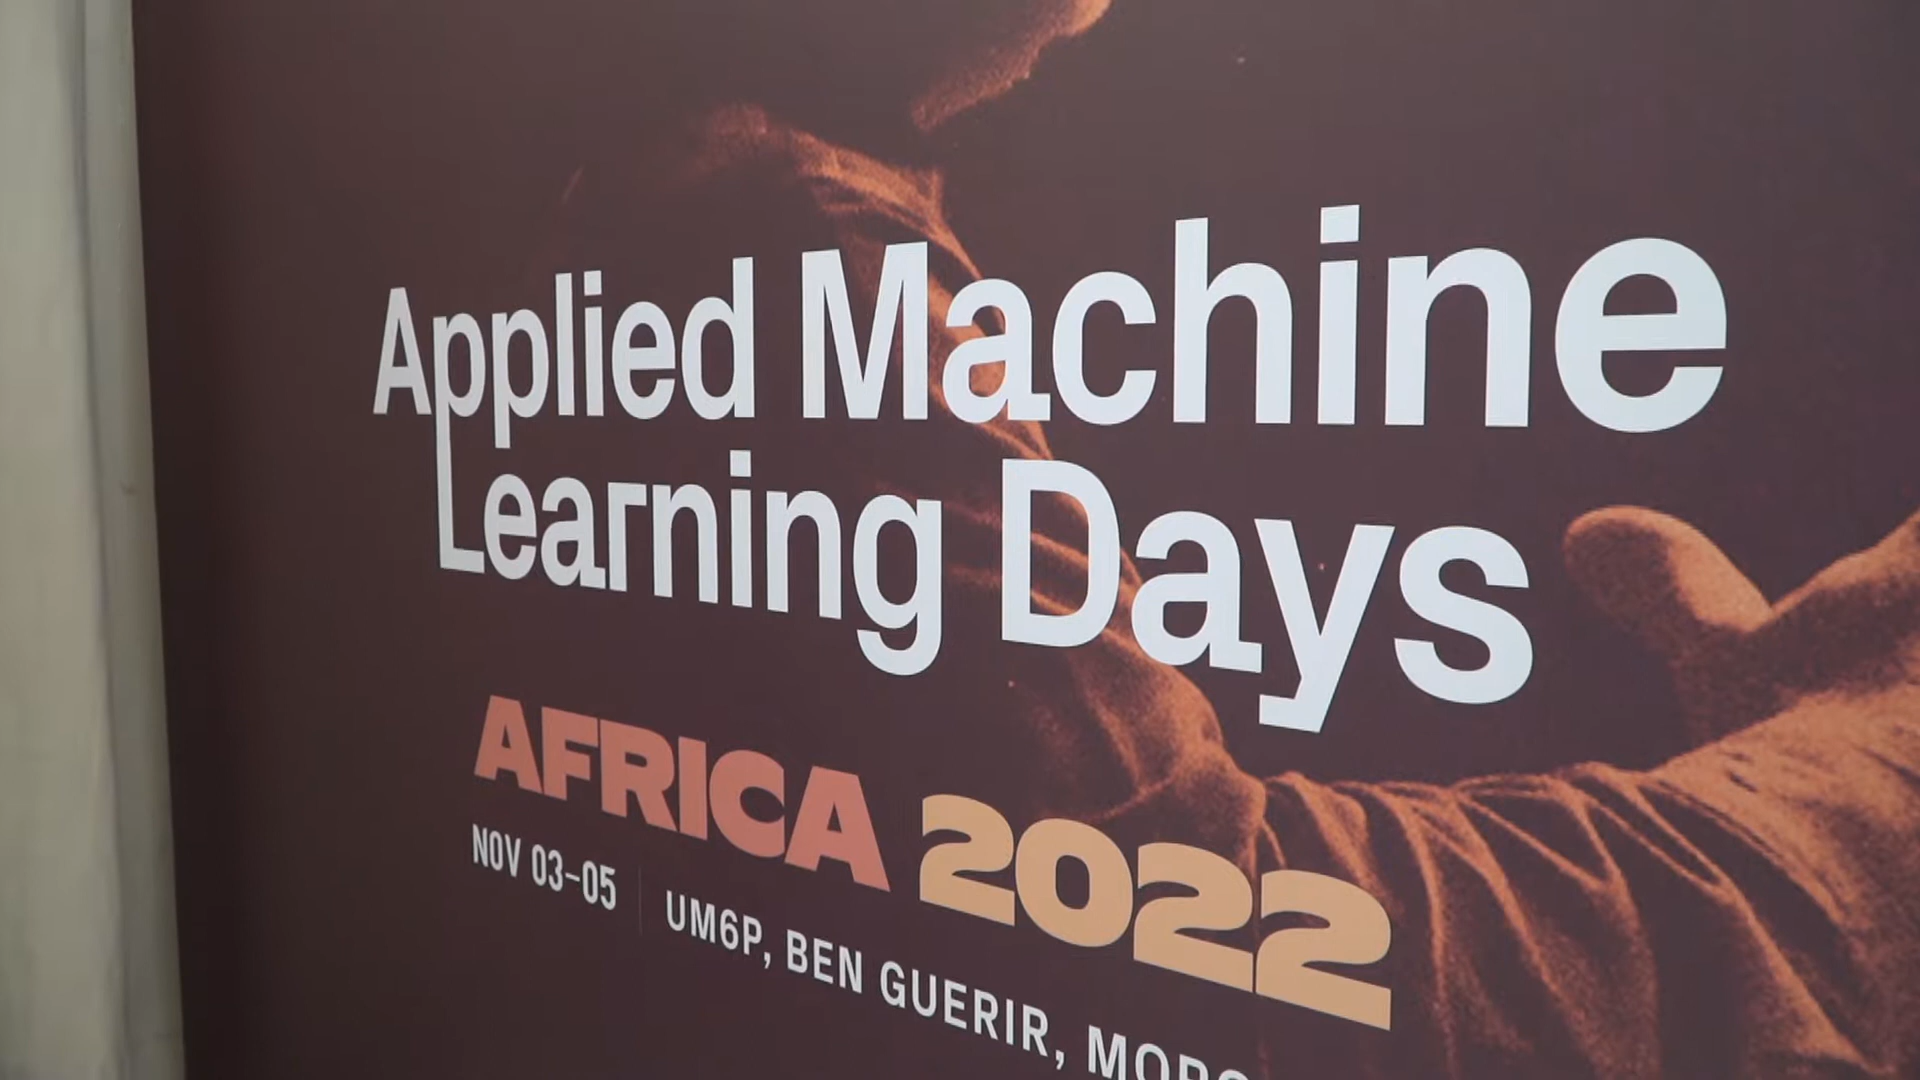 Applied Machine
Learning Days
AFRICA 2022
NOV 03-05 | UM6P, BEN GUERIR,